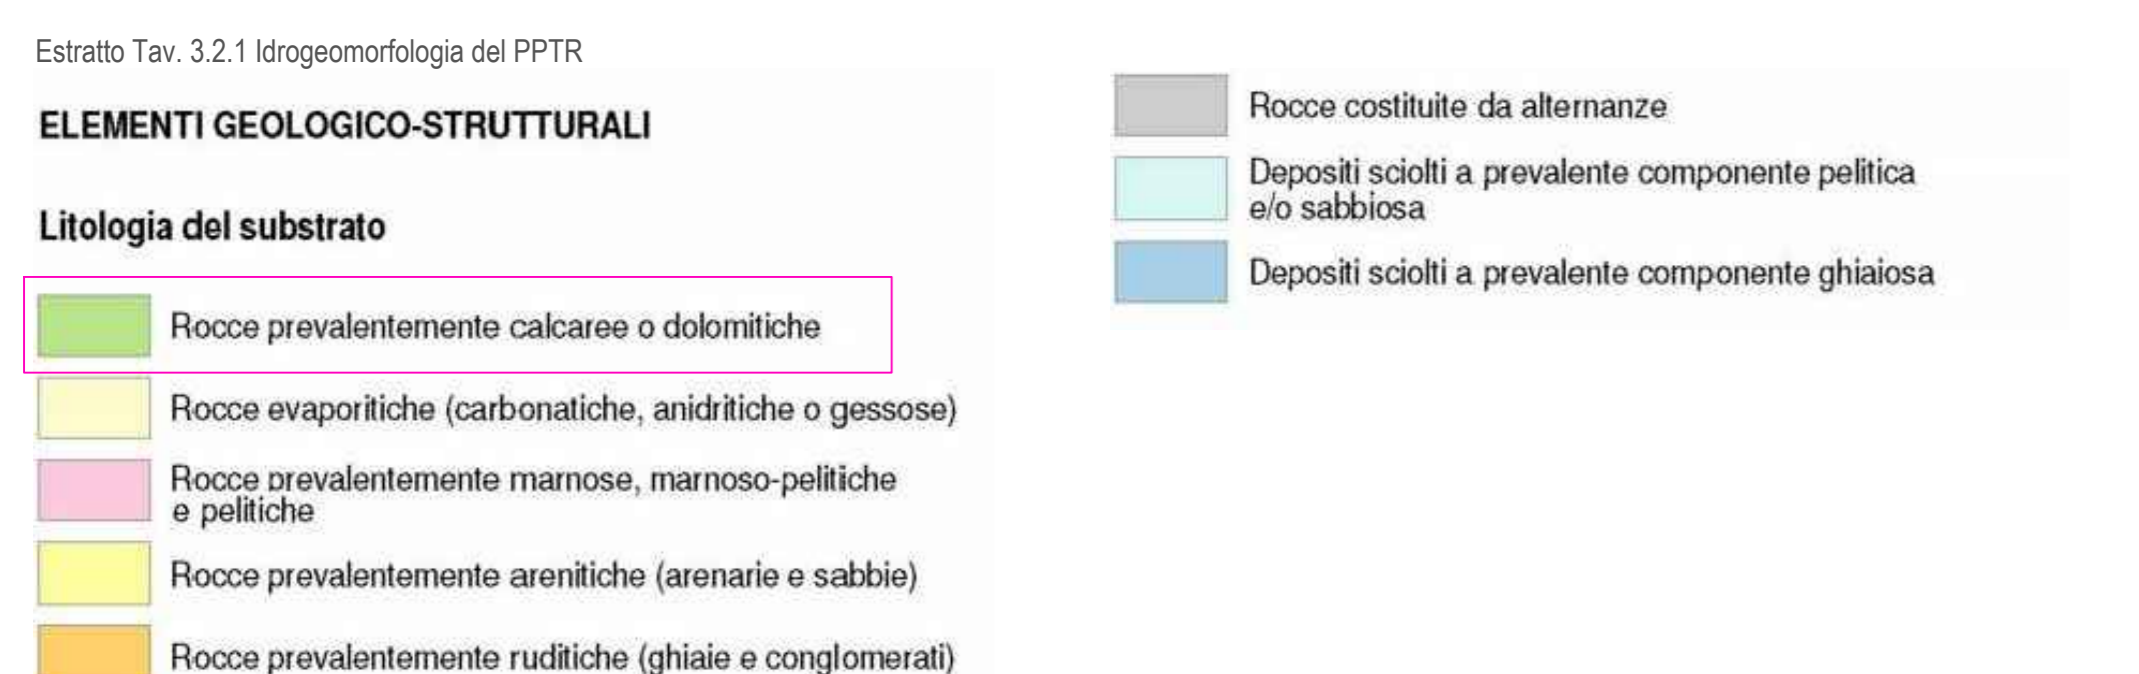 Estratto Tav. 3.2.1 Idrogeomorfologia del PPTR
ELEMENTI GEOLOGICO-STRUTTURALI
Litologia del substrato
Rocce prevalentemente calcaree o dolomitiche
Rocce evaporitiche (carbonatiche, anidritiche o gessose)
Rocce prevalentemente marnose, marnoso-pelitiche
e pelitiche
Rocce prevalentemente arenitiche (arenarie e sabbie)
Rocce prevalentemente ruditiche (ghiaie e conglomerati)
Rocce costituite da alternanze
Depositi sciolti a prevalente componente pelitica
e/o sabbiosa
Depositi sciolti a prevalente componente ghiaiosa